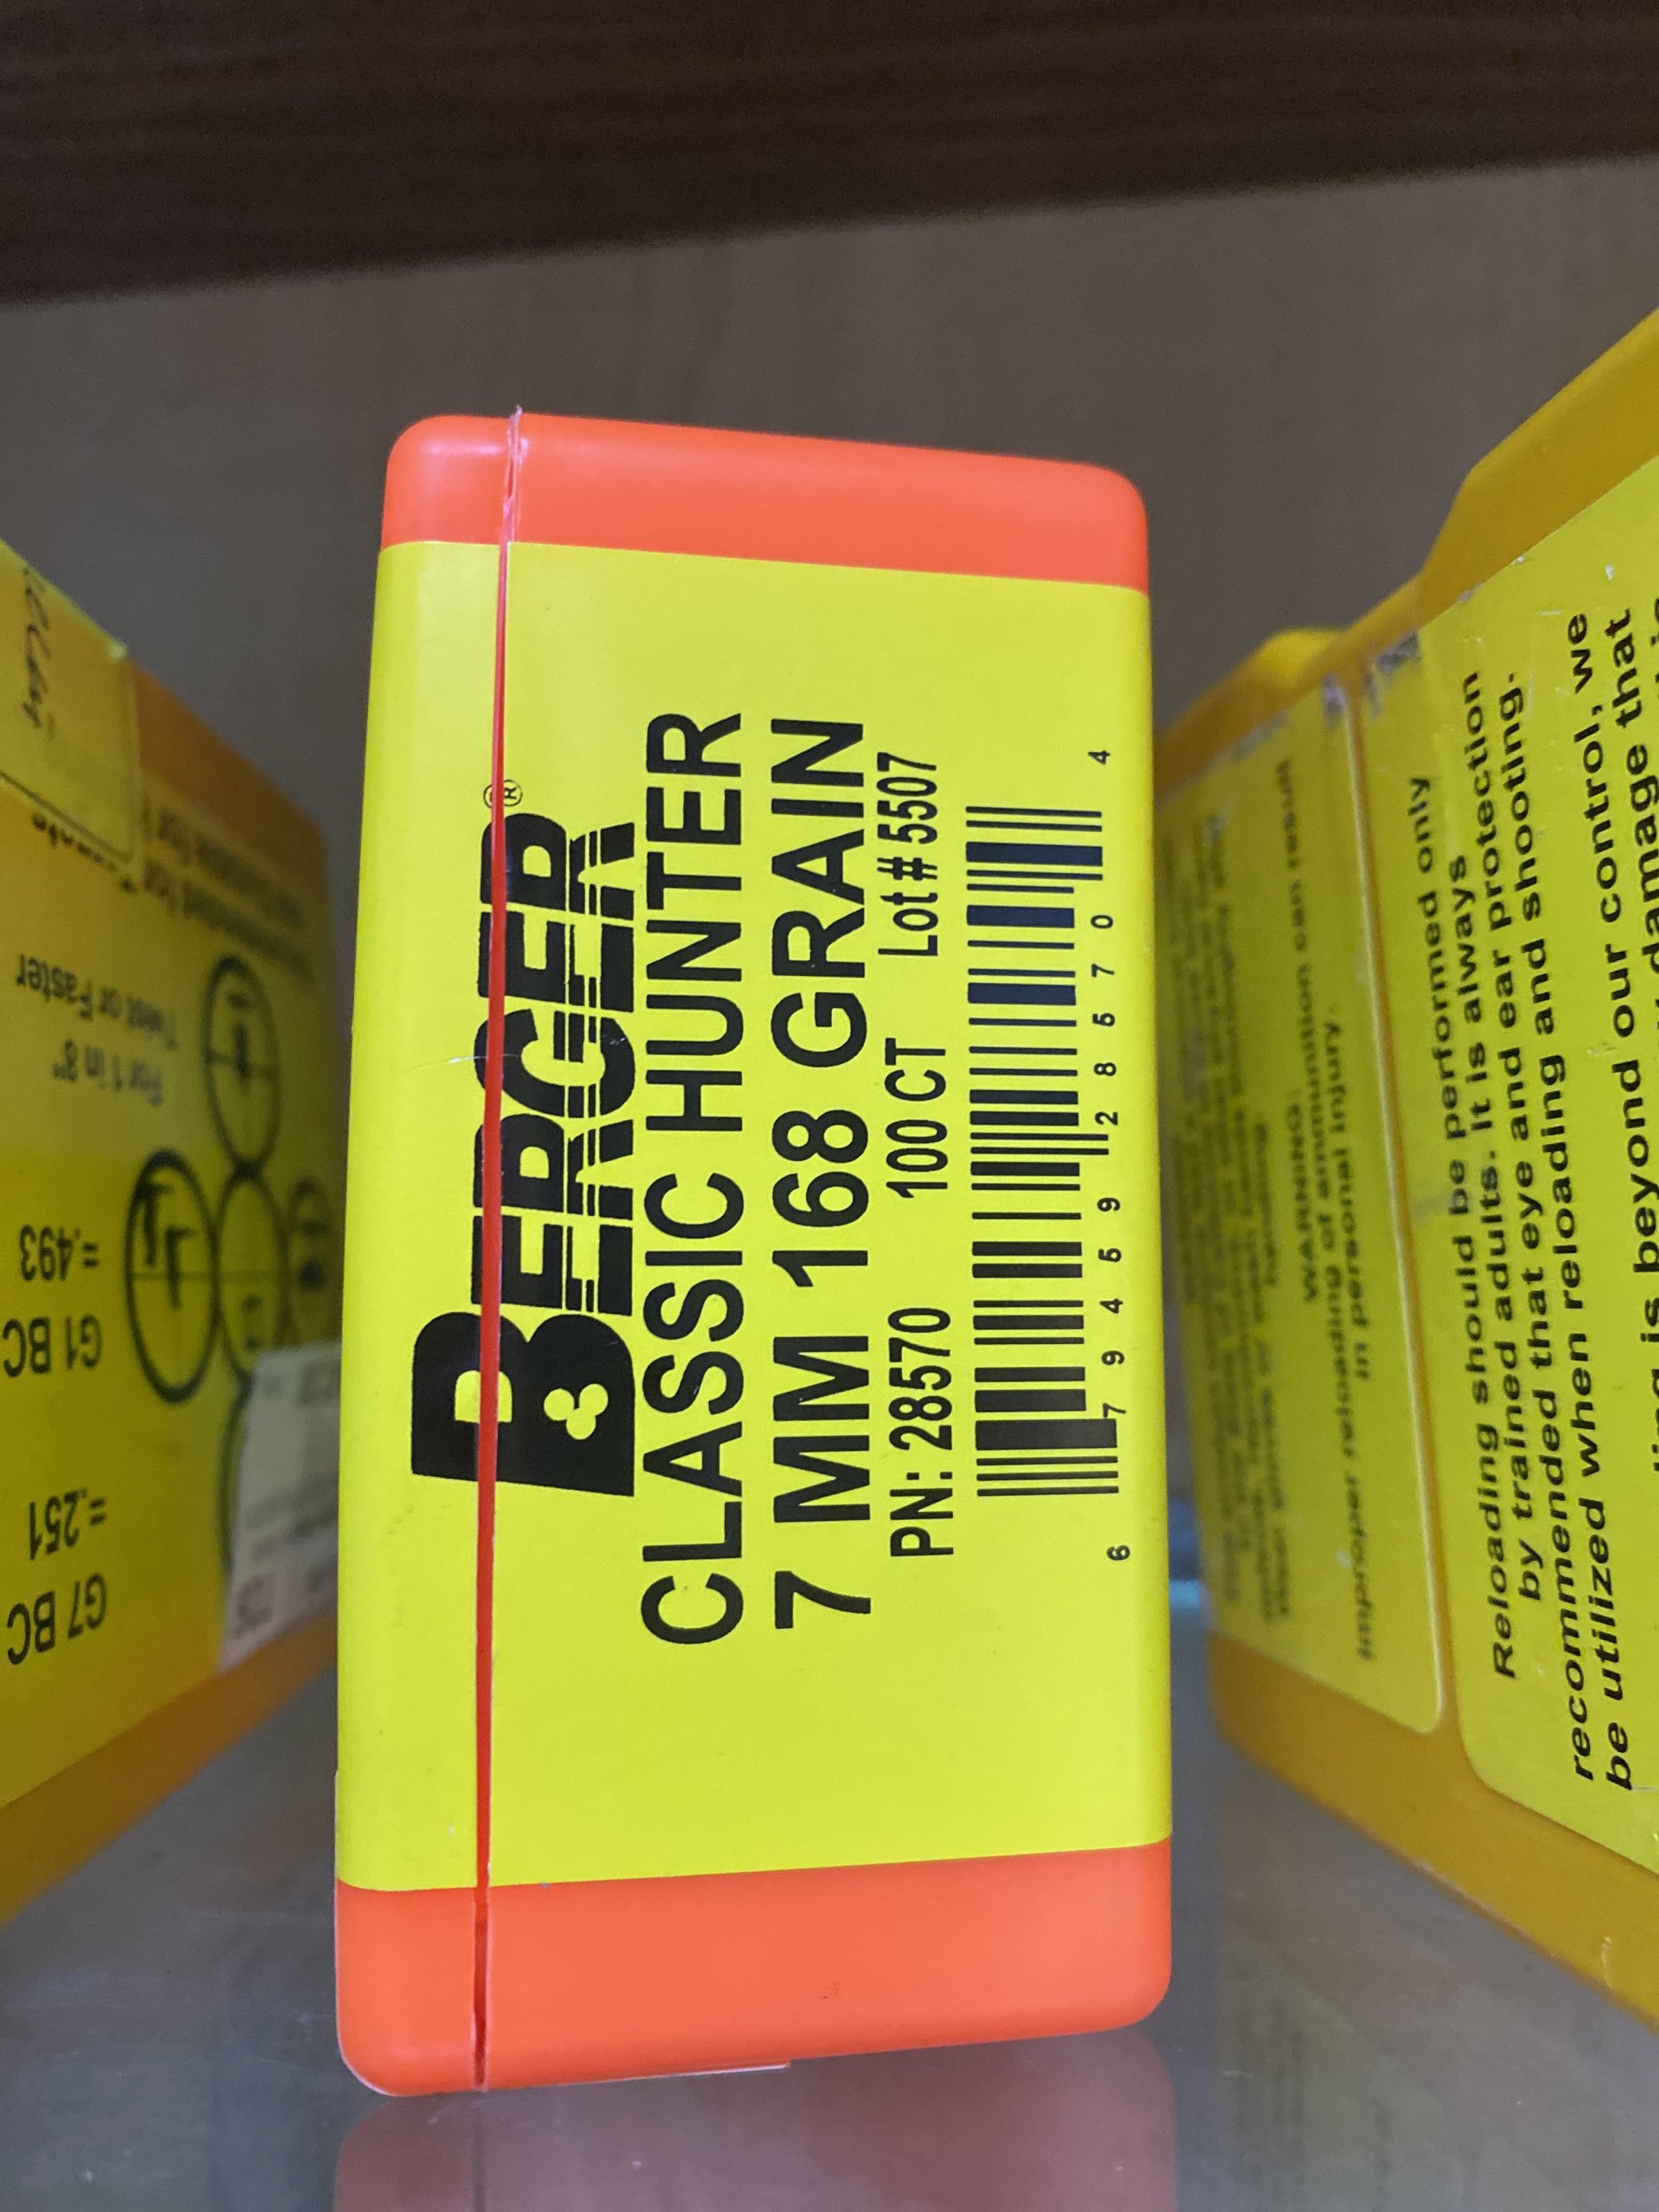 BERGER®
CLASSIC HUNTER
7 MM 168 GRAIN
PN: 28570 100 CT Lot # 5507
6 79459 28570 4
For 1 in 8"
Twist or Faster
G1 BC =.493
G7 BC =.251
WARNING:
Improper reloading of ammunition can result
in personal injury.
Reloading should be performed only
by trained adults. It is always
recommended that eye and ear protection
be utilized when reloading and shooting.
is beyond our control, we
damage that